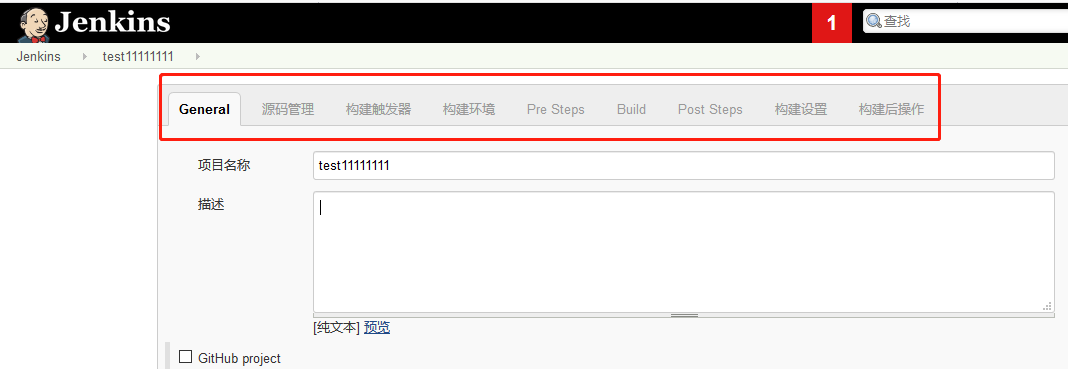 Jenkins
1
查找
Jenkins test11111111
General 源码管理 构建触发器 构建环境 Pre Steps Build Post Steps 构建设置 构建后操作
项目名称 test11111111
描述
[纯文本] 预览
GitHub project